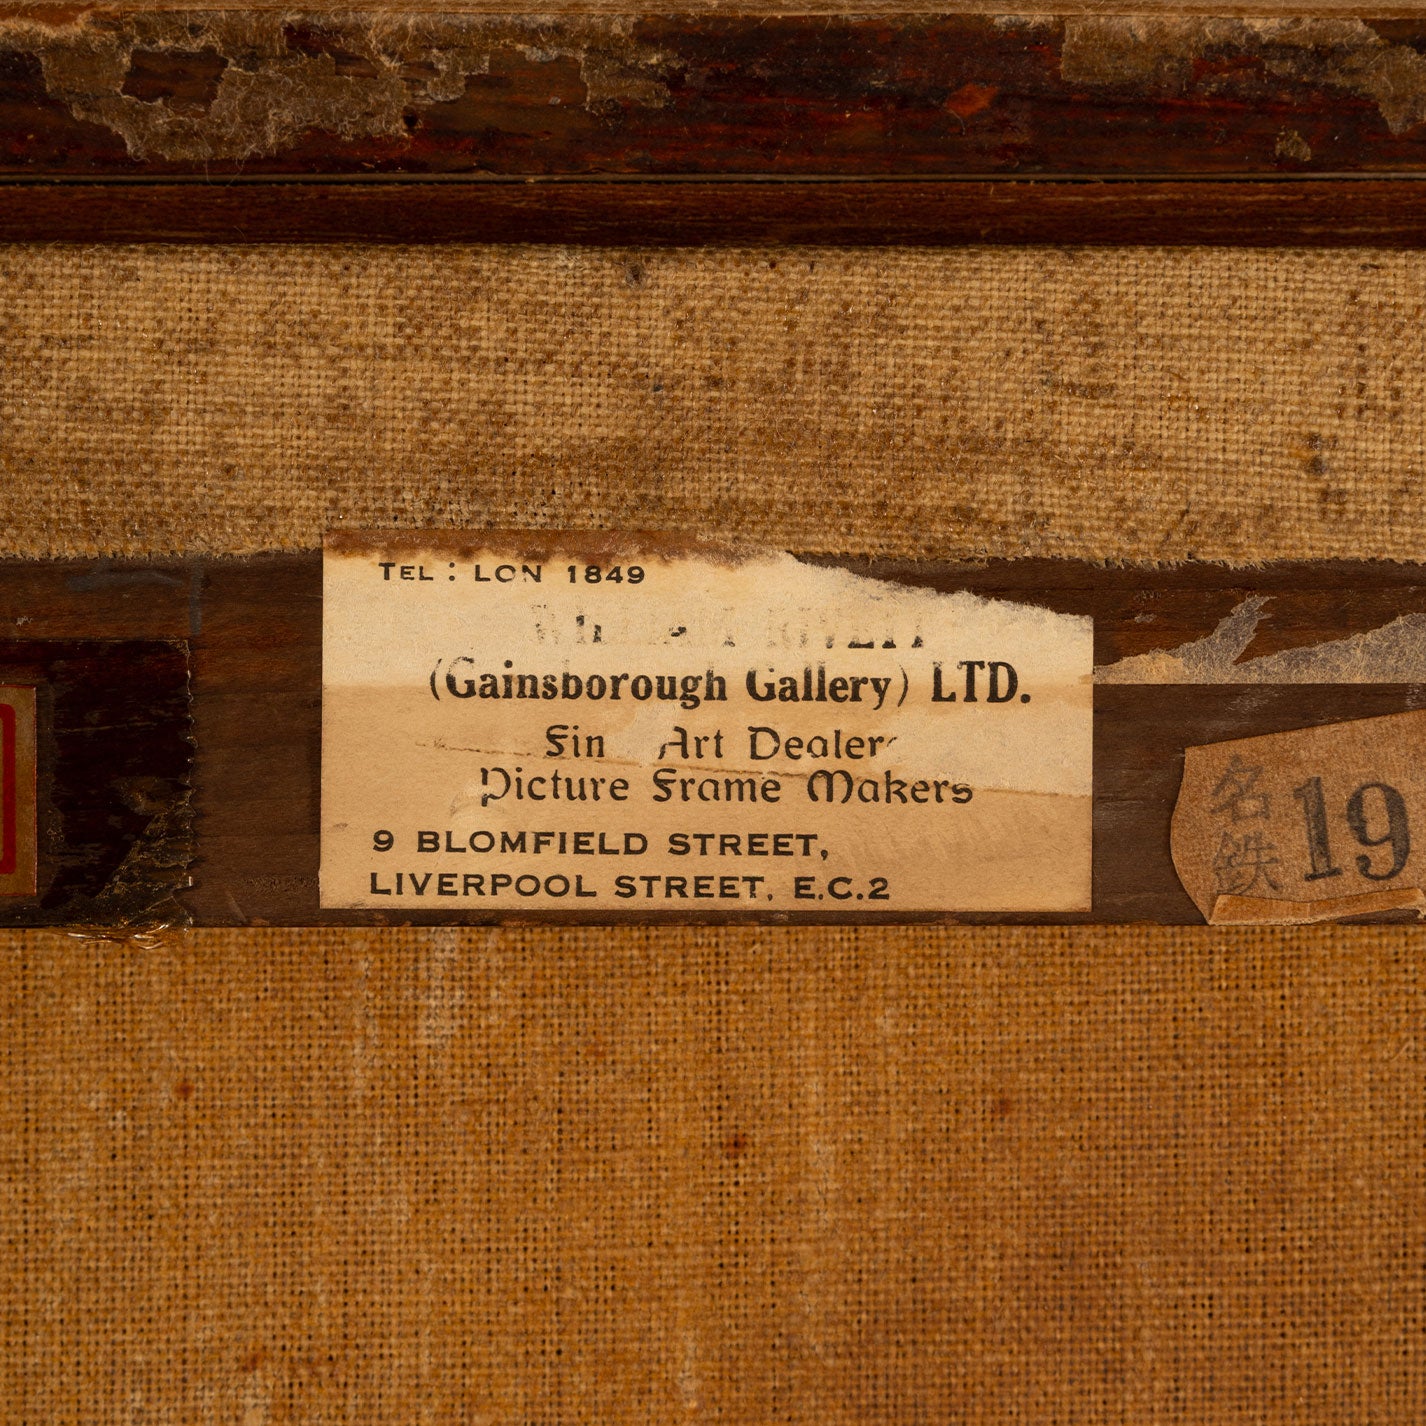 TEL : LON 1849
(Gainsborough Gallery) LTD.
Fin Art Dealer
Picture Frame Makers
9 BLOMFIELD STREET,
LIVERPOOL STREET, E.C.2
名鉄
19